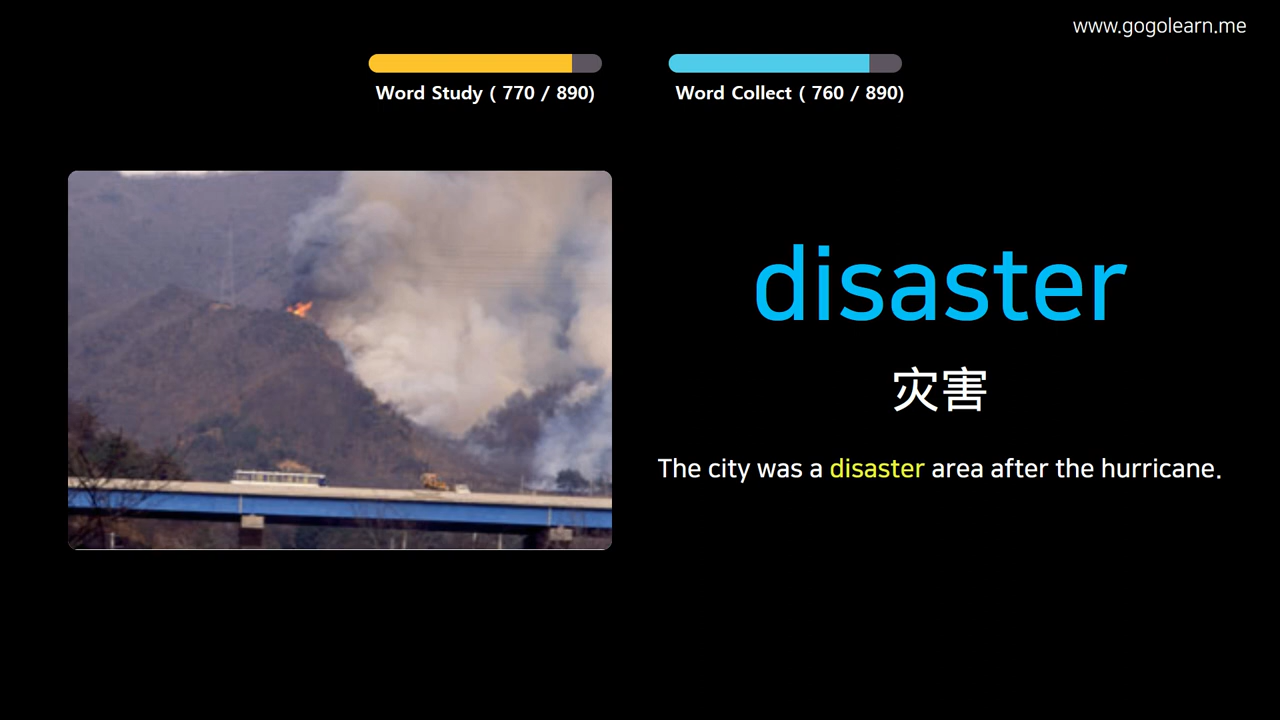 www.gogolearn.me
Word Study ( 770 / 890)
Word Collect ( 760 / 890)
disaster
灾害
The city was a disaster area after the hurricane.